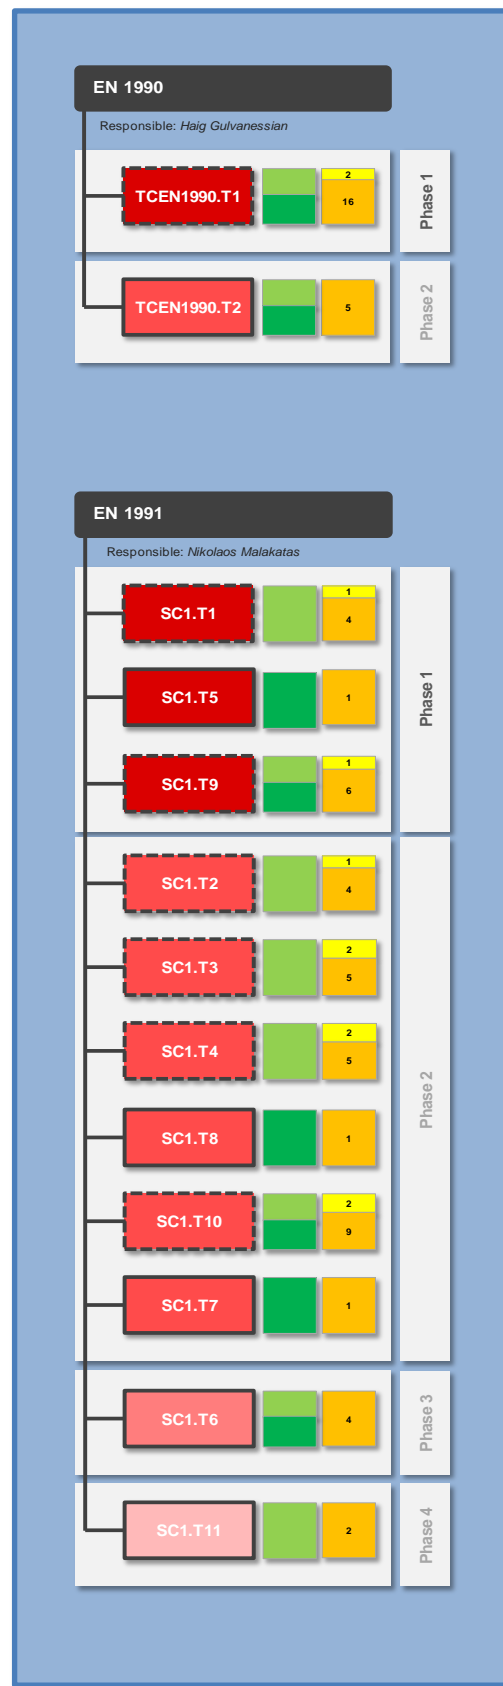 EN 1990
Responsible: Haig Gulvanessian
TCEN1990.T1
2
16
Phase 1
TCEN1990.T2
5
Phase 2
EN 1991
Responsible: Nikolaos Malakatas
SC1.T1
1
4
SC1.T5
1
Phase 1
SC1.T9
1
6
SC1.T2
1
4
SC1.T3
2
5
SC1.T4
2
5
Phase 2
SC1.T8
1
SC1.T10
2
9
SC1.T7
1
SC1.T6
4
Phase 3
SC1.T11
2
Phase 4